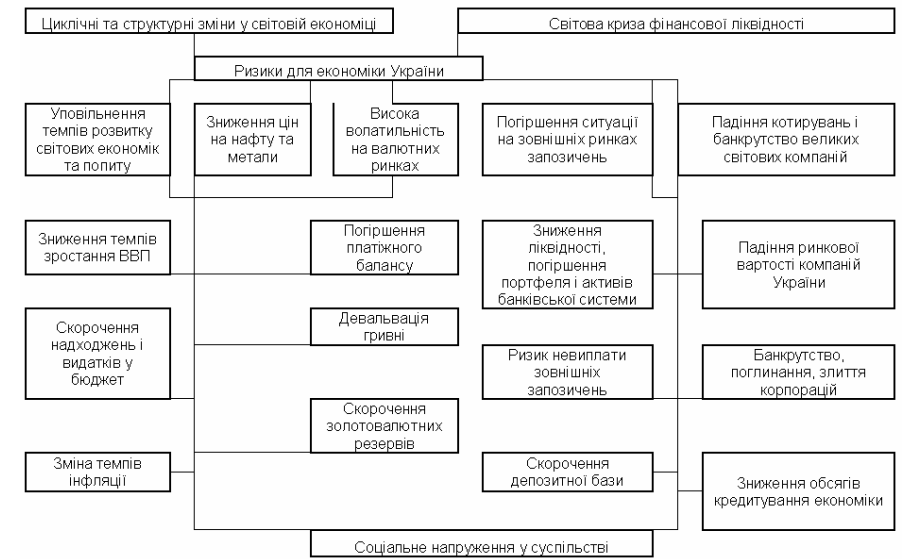 Циклічні та структурні зміни у світовій економіці
Світова криза фінансової ліквідності
Ризики для економіки України
Уповільнення
темпів розвитку
світових економік
та попиту
Зниження цін
на нафту та
метали
Висока
волатильність
на валютних
ринках
Погіршення ситуації
на зовнішніх ринках
запозичень
Падіння котирувань і
банкрутство великих
світових компаній
Зниження темпів
зростання ВВП
Погіршення
платіжного
балансу
Зниження
ліквідності,
погіршення
портфеля і активів
банківської системи
Падіння ринкової
вартості компаній
України
Скорочення
надходжень і
видатків у
бюджет
Девальвація
гривні
Ризик невиплати
зовнішніх
запозичень
Банкрутство,
поглинання, злиття
корпорацій
Скорочення
золотовалютних
резервів
Зміна темпів
інфляції
Скорочення
депозитної бази
Зниження обсягів
кредитування економіки
Соціальне напруження у суспільстві